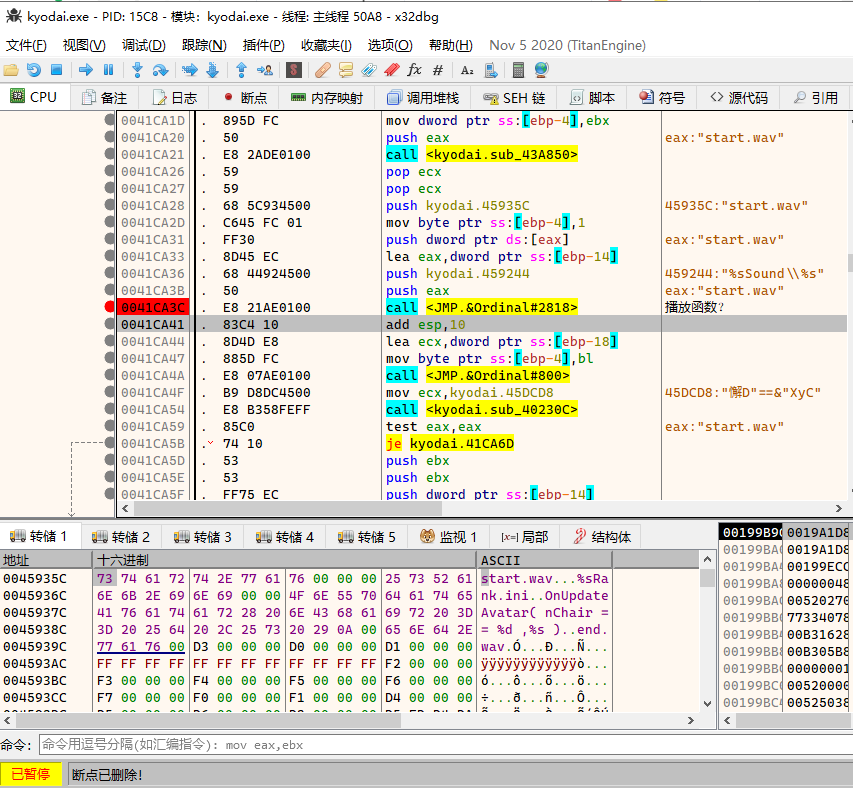 kyodai.exe - PID: 15C8 - 模块: kyodai.exe - 线程: 主线程 50A8 - x32dbg
文件(F) 视图(V) 调试(D) 跟踪(N) 插件(P) 收藏夹(I) 选项(O) 帮助(H) Nov 5 2020 (TitanEngine)
CPU 备注 日志 断点 内存映射 调用堆栈 SEH 链 脚本 符号 源代码 引用
0041CA1D . 895D FC mov dword ptr ss:[ebp-4],ebx
0041CA20 . 50 push eax eax:"start.wav"
0041CA21 . E8 2ADE0100 call <kyodai.sub_43A850>
0041CA26 . 59 pop ecx
0041CA27 . 59 pop ecx
0041CA28 . 68 5C934500 push kyodai.45935C 45935C:"start.wav"
0041CA2D . C645 FC 01 mov byte ptr ss:[ebp-4],1
0041CA31 . FF30 push dword ptr ds:[eax] eax:"start.wav"
0041CA33 . 8D45 EC lea eax,dword ptr ss:[ebp-14]
0041CA36 . 68 44924500 push kyodai.459244 459244:"%sSound\\%s"
0041CA3B . 50 push eax eax:"start.wav"
0041CA3C . E8 21AE0100 call <JMP.&Ordinal#2818> 播放函数?
0041CA41 . 83C4 10 add esp,10
0041CA44 . 8D4D E8 lea ecx,dword ptr ss:[ebp-18]
0041CA47 . 885D FC mov byte ptr ss:[ebp-4],bl
0041CA4A . E8 07AE0100 call <JMP.&Ordinal#800>
0041CA4F . B9 D8DC4500 mov ecx,kyodai.45DCD8 45DCD8:"懈D"==&"XyC"
0041CA54 . E8 B358FEFF call <kyodai.sub_40230C>
0041CA59 . 85C0 test eax,eax eax:"start.wav"
0041CA5B . 74 10 je kyodai.41CA6D
0041CA5D . 53 push ebx
0041CA5E . 53 push ebx
0041CA5F . FF75 EC push dword ptr ss:[ebp-14]
转储 1 转储 2 转储 3 转储 4 转储 5 监视 1 [x=] 局部 结构体
地址 十六进制 ASCII
0045935C 73 74 61 72 74 2E 77 61 76 00 00 00 25 73 52 61 start.wav...%sRa
0045936C 6E 6B 2E 69 6E 69 00 00 4F 6E 55 70 64 61 74 65 nk.ini..OnUpdate
0045937C 41 76 61 74 61 72 28 20 6E 43 68 61 69 72 20 3D Avatar( nChair =
0045938C 3D 20 25 64 20 2C 25 73 20 29 0A 00 65 6E 64 2E = %d ,%s )..end.
0045939C 77 61 76 00 D3 00 00 00 D0 00 00 00 D1 00 00 00 wav.Ó...Ð...Ñ...
004593AC FF FF FF FF FF FF FF FF FF FF FF FF F2 00 00 00 ÿÿÿÿÿÿÿÿÿÿÿÿò...
004593BC F3 00 00 00 F4 00 00 00 F5 00 00 00 F6 00 00 00 ó...ô...õ...ö...
004593CC F7 00 00 00 F0 00 00 00 F1 00 00 00 D4 00 00 00 ÷...ð...ñ...Ô...
00199B9C 0019A1D8
00199BA0 0019A1D8
00199BA4 00199ECC
00199BA8 00000048
00199BAC 00520270
00199BB0 77334078
00199BB4 00B31628
00199BB8 00B305B8
00199BBC 00000001
00199BC0 00520000
00199BC4 00525038
命令: 命令用逗号分隔(如汇编指令): mov eax,ebx
已暂停 断点已删除!